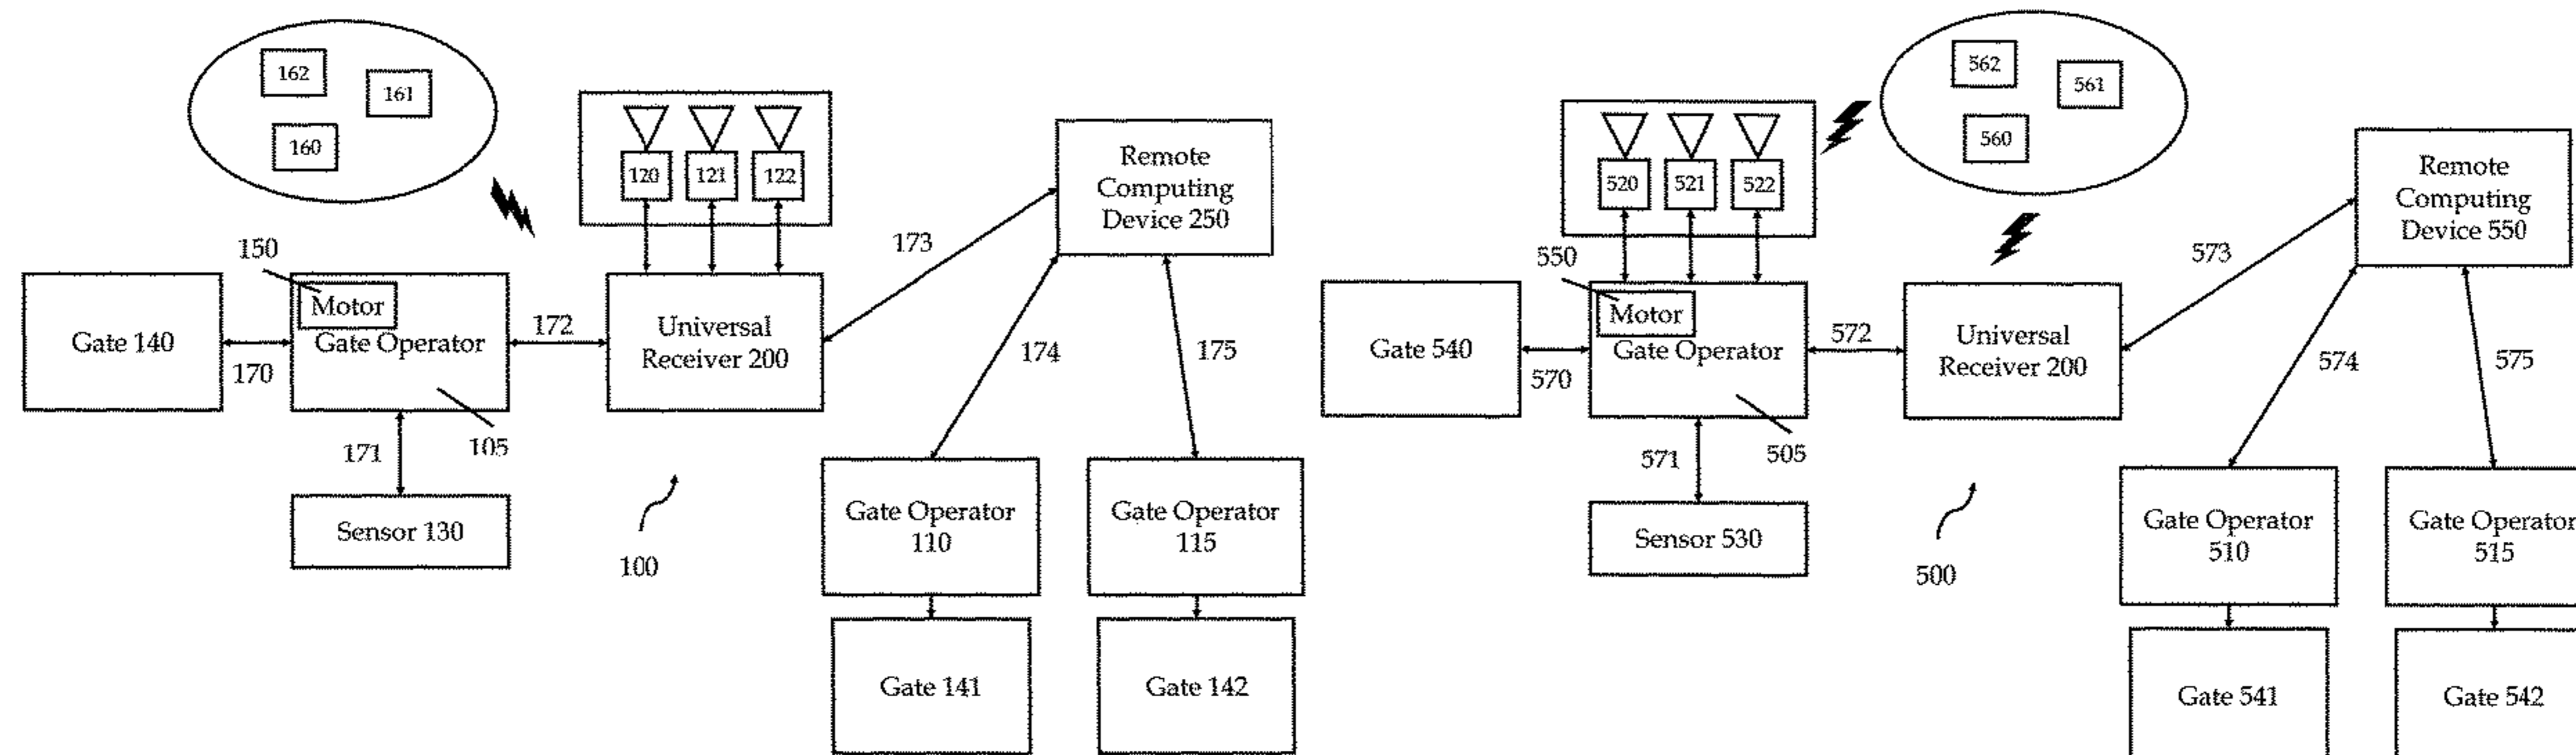 162
161
160
120
121
122
Remote
Computing
Device 250
150
Motor
Gate 140
Gate Operator
170
172
Universal
Receiver 200
173
174
175
171
105
Sensor 130
100
Gate Operator
110
Gate Operator
115
Gate 141
Gate 142
562
561
560
520
521
522
Remote
Computing
Device 550
550
Motor
Gate 540
Gate Operator
570
572
Universal
Receiver 200
573
574
575
571
505
Sensor 530
500
Gate Operator
510
Gate Operator
515
Gate 541
Gate 542